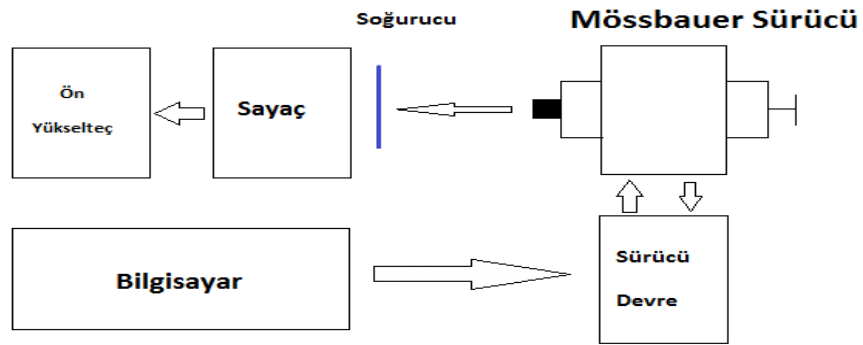 Soğurucu
Mössbauer Sürücü
Ön
Yükselteç
Sayaç
Bilgisayar
Sürücü
Devre